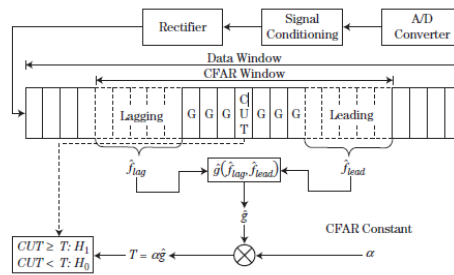 Rectifier
Signal
Conditioning
A/D
Converter
Data Window
CFAR Window
Lagging
G G G C U T G G G
Leading
f̂lag
g(f̂lag, f̂lead)
f̂lead
ĝ
CFAR Constant
CUT ≥ T: H1
CUT < T: H0
T = αĝ
α